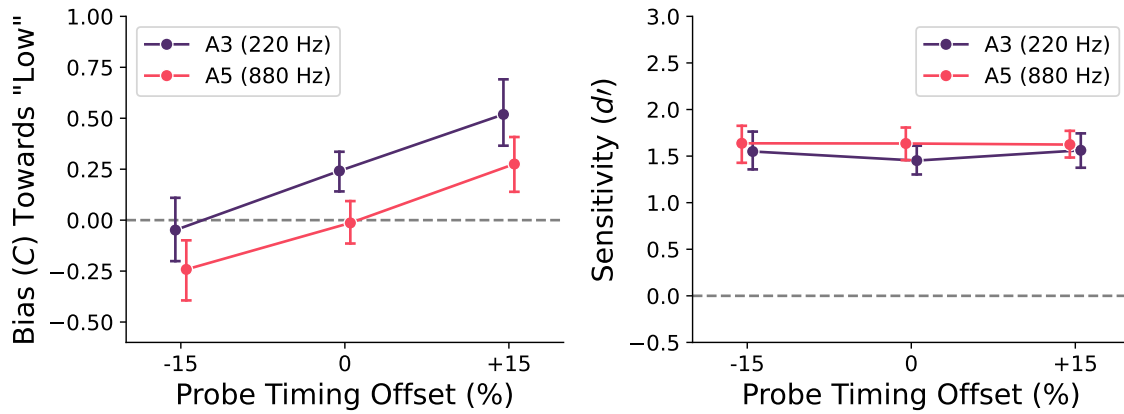 1.00
0.75
0.50
0.25
0.00
−0.25
−0.50
Bias (C) Towards "Low"
A3 (220 Hz)
A5 (880 Hz)
-15 0 +15
Probe Timing Offset (%)
3.0
2.5
2.0
1.5
1.0
0.5
0.0
−0.5
Sensitivity (d′)
A3 (220 Hz)
A5 (880 Hz)
-15 0 +15
Probe Timing Offset (%)